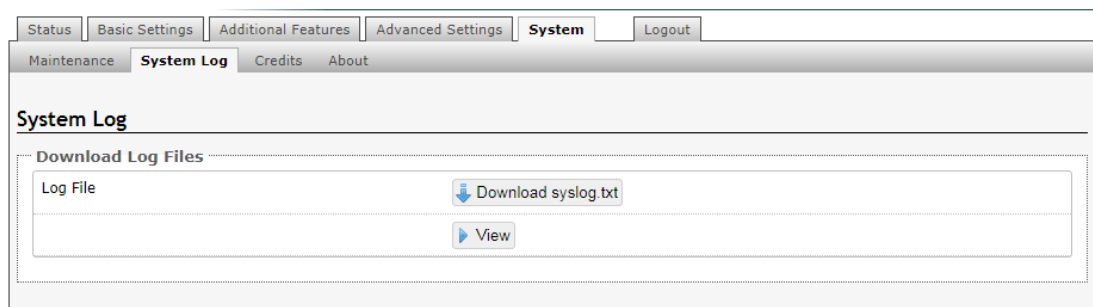 Status Basic Settings Additional Features Advanced Settings System Logout
Maintenance System Log Credits About
System Log
Download Log Files
Log File Download syslog.txt
View